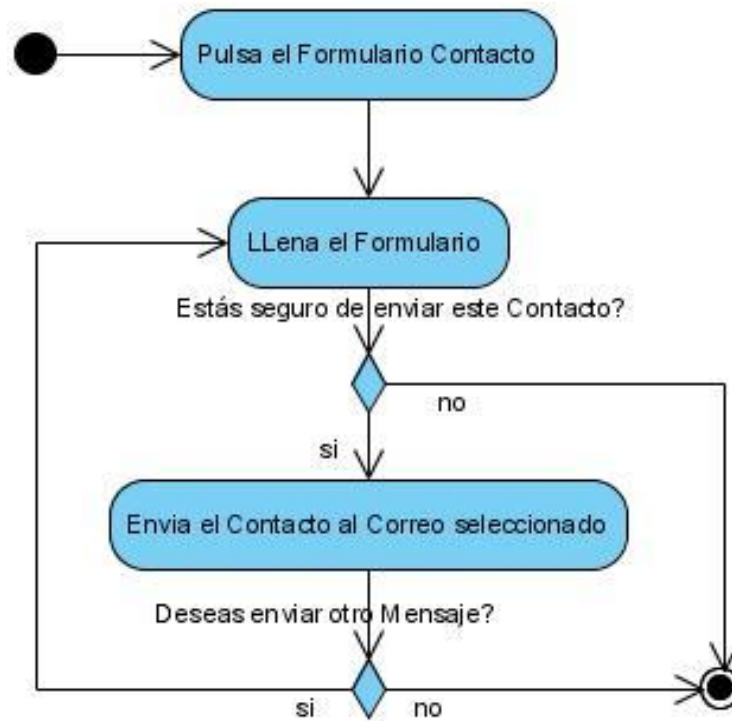 Pulsa el Formulario Contacto
LLena el Formulario
Estás seguro de enviar este Contacto?
no
si
Envia el Contacto al Correo seleccionado
Deseas enviar otro Mensaje?
si
no